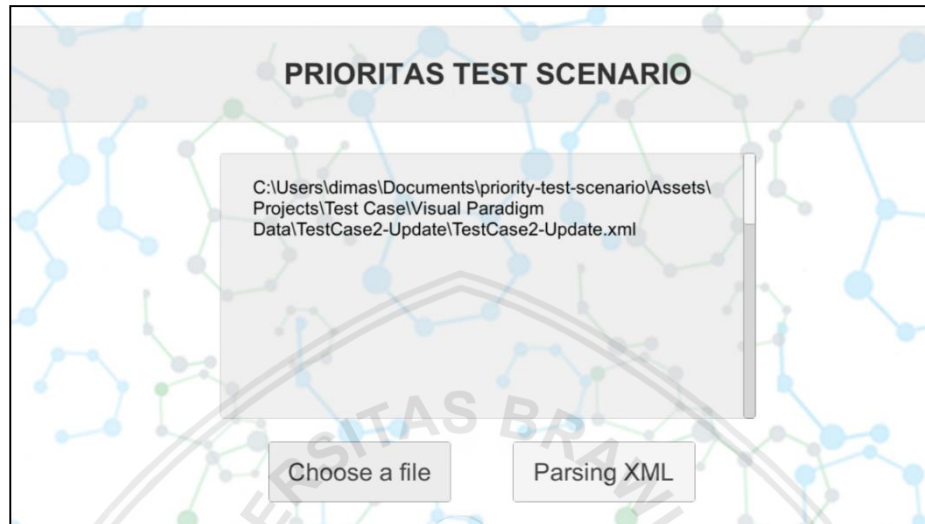 PRIORITAS TEST SCENARIO
C:\Users\dimas\Documents\priority-test-scenario\Assets\
Projects\Test Case\Visual Paradigm
Data\TestCase2-Update\TestCase2-Update.xml
Choose a file
Parsing XML